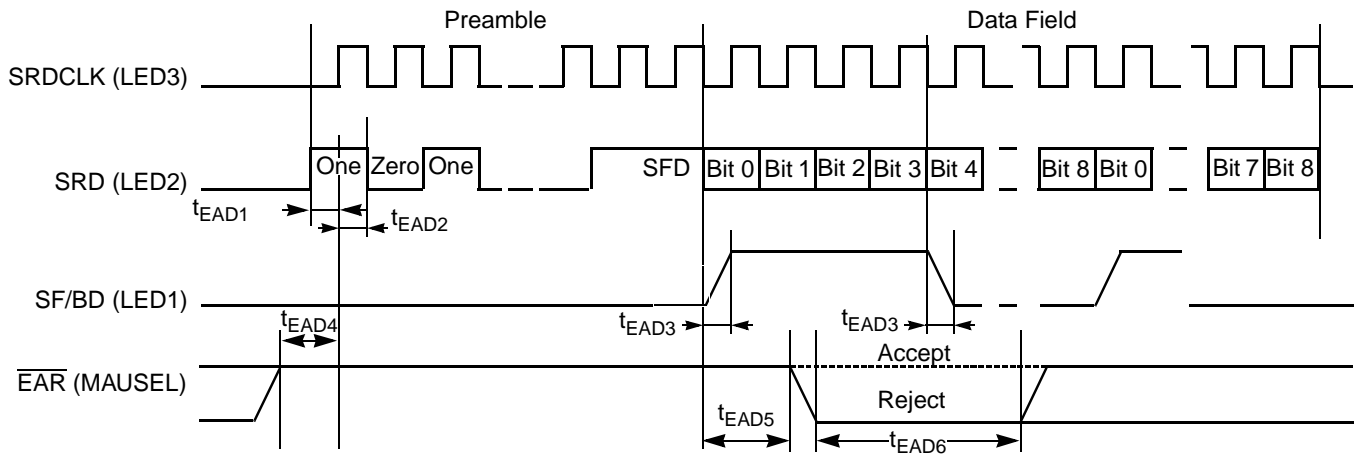 Preamble Data Field
SRDCLK (LED3)
SRD (LED2) One Zero One SFD Bit 0 Bit 1 Bit 2 Bit 3 Bit 4 Bit 8 Bit 0 Bit 7 Bit 8
tEAD1 tEAD2
SF/BD (LED1)
tEAD4 tEAD3 tEAD3
EAR (MAUSEL) Accept
Reject
tEAD5 tEAD6